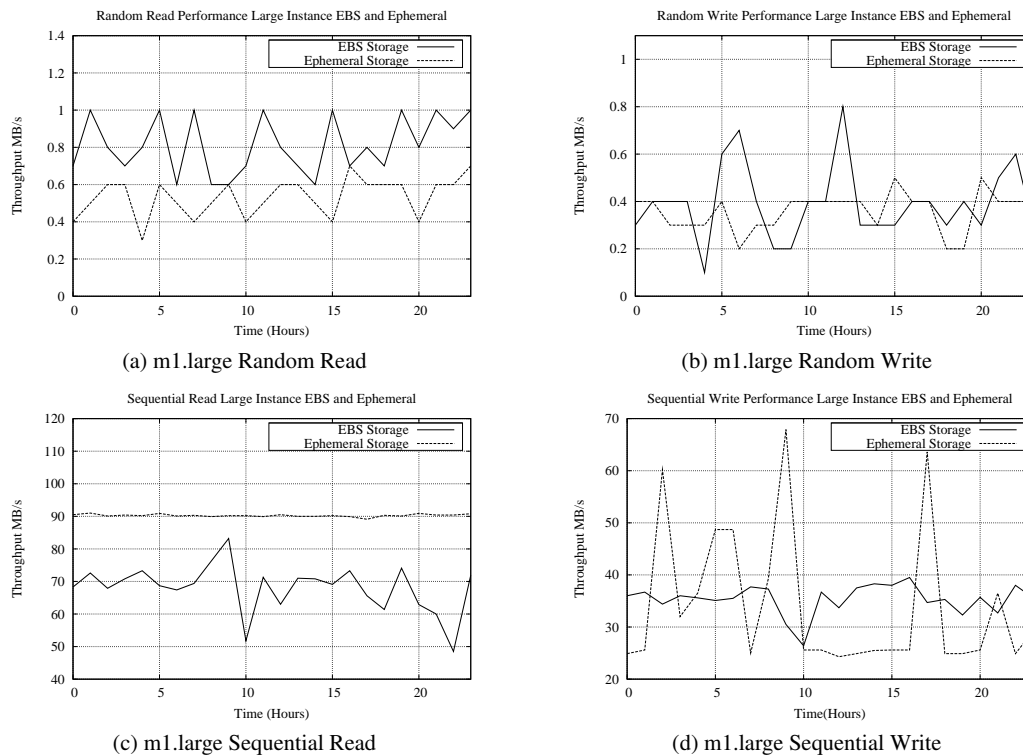 Random Read Performance Large Instance EBS and Ephemeral
EBS Storage
Ephemeral Storage
1.4
1.2
1
0.8
0.6
0.4
0.2
0
Throughput MB/s
0 5 10 15 20
Time (Hours)
(a) m1.large Random Read
Random Write Performance Large Instance EBS and Ephemeral
EBS Storage
Ephemeral Storage
1
0.8
0.6
0.4
0.2
0
Throughput MB/s
0 5 10 15 20
Time (Hours)
(b) m1.large Random Write
Sequential Read Large Instance EBS and Ephemeral
EBS Storage
Ephemeral Storage
120
110
100
90
80
70
60
50
40
Throughput MB/s
0 5 10 15 20
Time (Hours)
(c) m1.large Sequential Read
Sequential Write Performance Large Instance EBS and Ephemeral
EBS Storage
Ephemeral Storage
70
60
50
40
30
20
Throughput MB/s
0 5 10 15 20
Time(Hours)
(d) m1.large Sequential Write